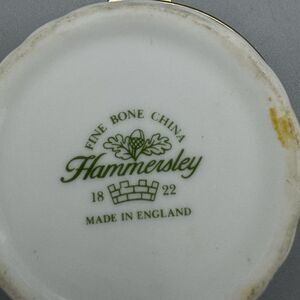 FINE BONE CHINA
Hammersley
18 22
MADE IN ENGLAND